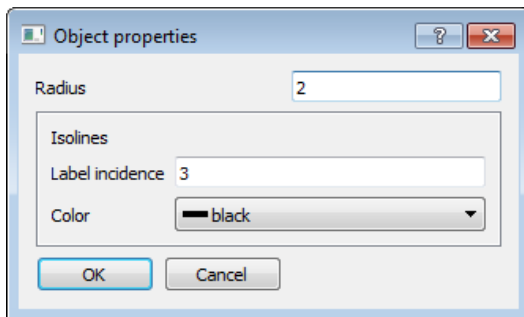 Object properties
Radius 2
Isolines
Label incidence 3
Color black
OK Cancel